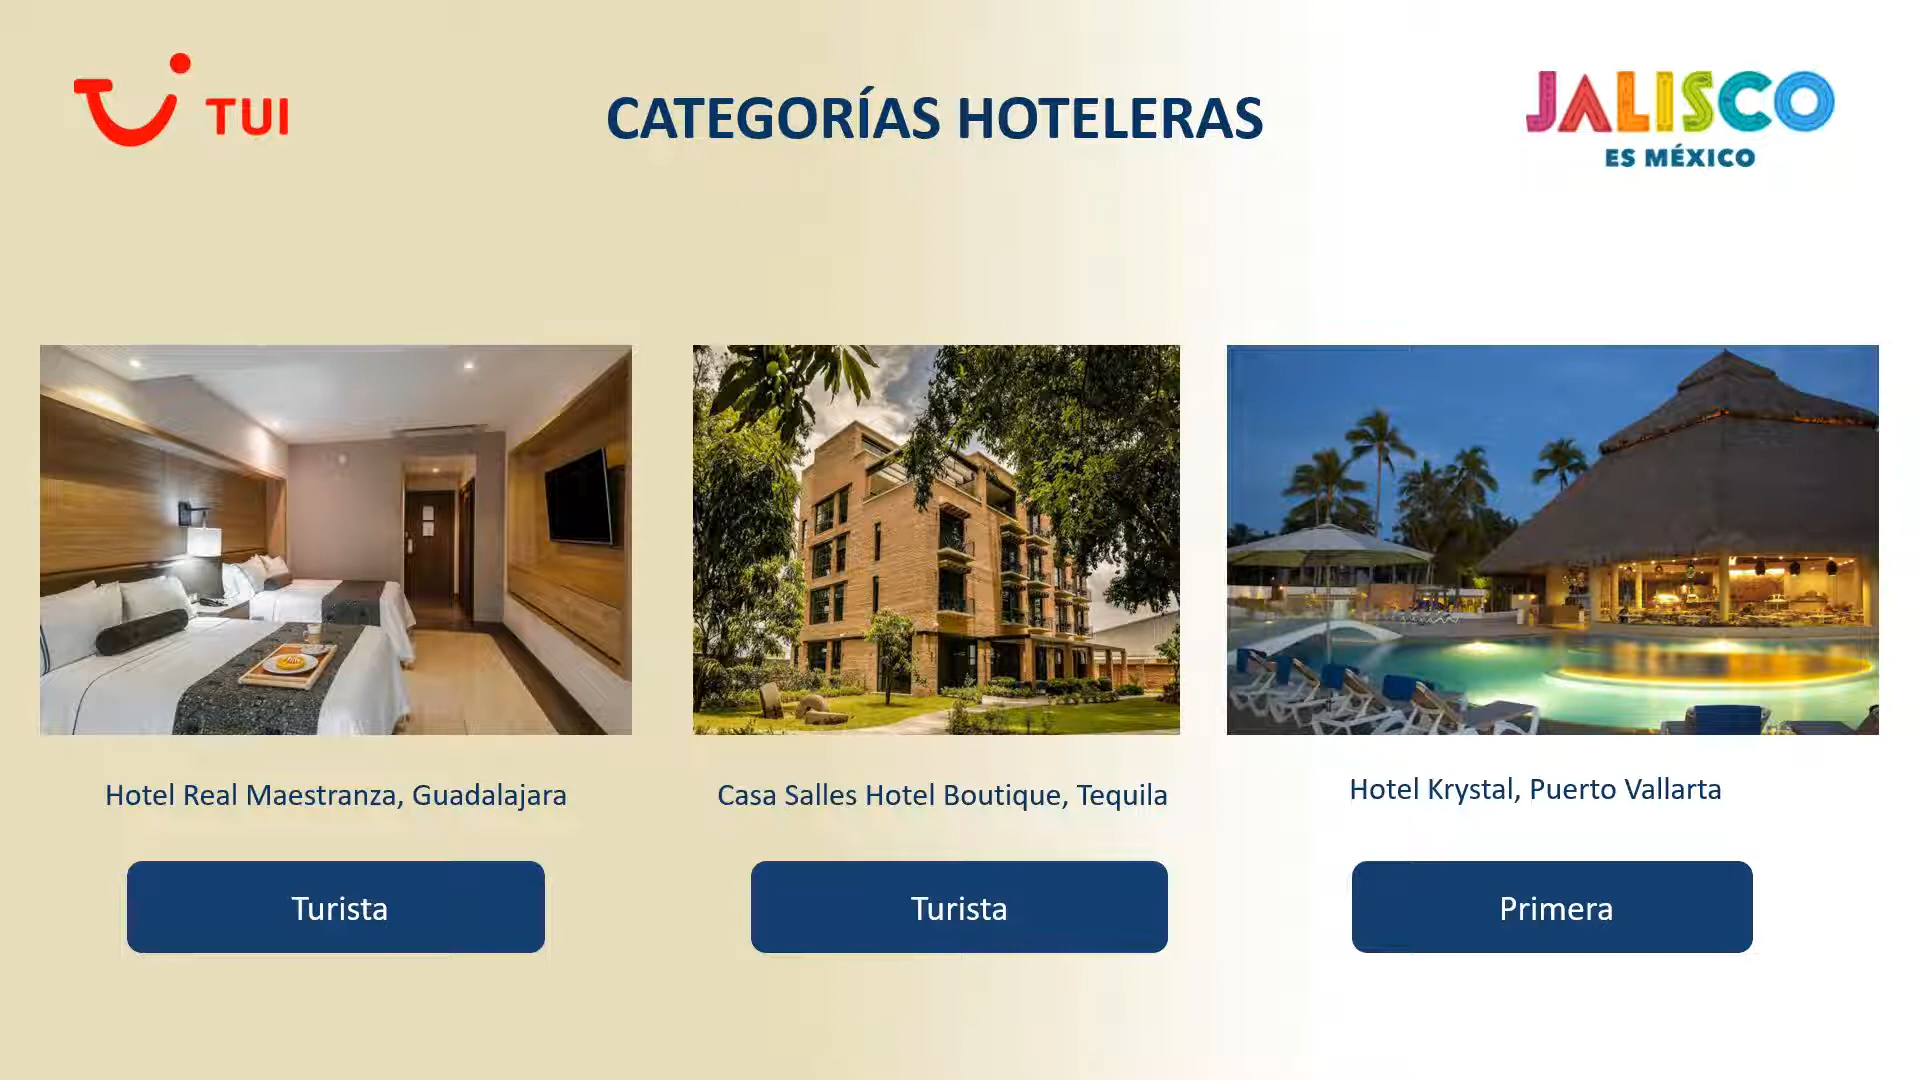 TUI
CATEGORÍAS HOTELERAS
JALISCO
ES MÉXICO
Hotel Real Maestranza, Guadalajara
Casa Salles Hotel Boutique, Tequila
Hotel Krystal, Puerto Vallarta
Turista
Turista
Primera